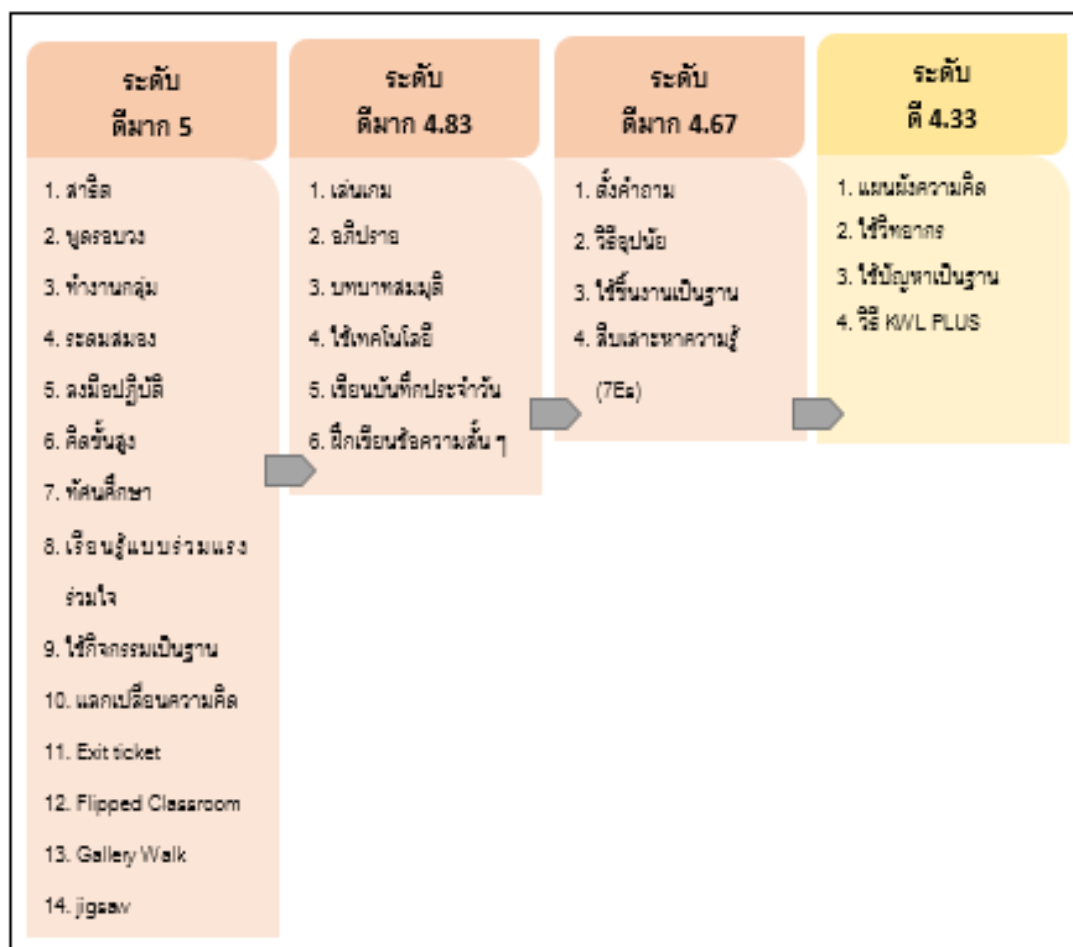 ระดับ
ดีมาก 5
1. สาธิต
2. พูดรอบวง
3. ทำงานกลุ่ม
4. ระดมสมอง
5. ลงมือปฏิบัติ
6. คิดขั้นสูง
7. ทัศนศึกษา
8. เรียนรู้แบบร่วมแรง
ร่วมใจ
9. ใช้กิจกรรมเป็นฐาน
10. แลกเปลี่ยนความคิด
11. Exit ticket
12. Flipped Classroom
13. Gallery Walk
14. jigsaw
ระดับ
ดีมาก 4.83
1. เล่นเกม
2. อภิปราย
3. บทบาทสมมุติ
4. ใช้เทคโนโลยี
5. เขียนบันทึกประจำวัน
6. ฝึกเขียนข้อความสั้น ๆ
ระดับ
ดีมาก 4.67
1. ตั้งคำถาม
2. วิธีอุปนัย
3. ใช้ชิ้นงานเป็นฐาน
4. สืบเสาะหาความรู้
(7Es)
ระดับ
ดี 4.33
1. แผนผังความคิด
2. ใช้วิทยากร
3. ใช้ปัญหาเป็นฐาน
4. วิธี KWL PLUS